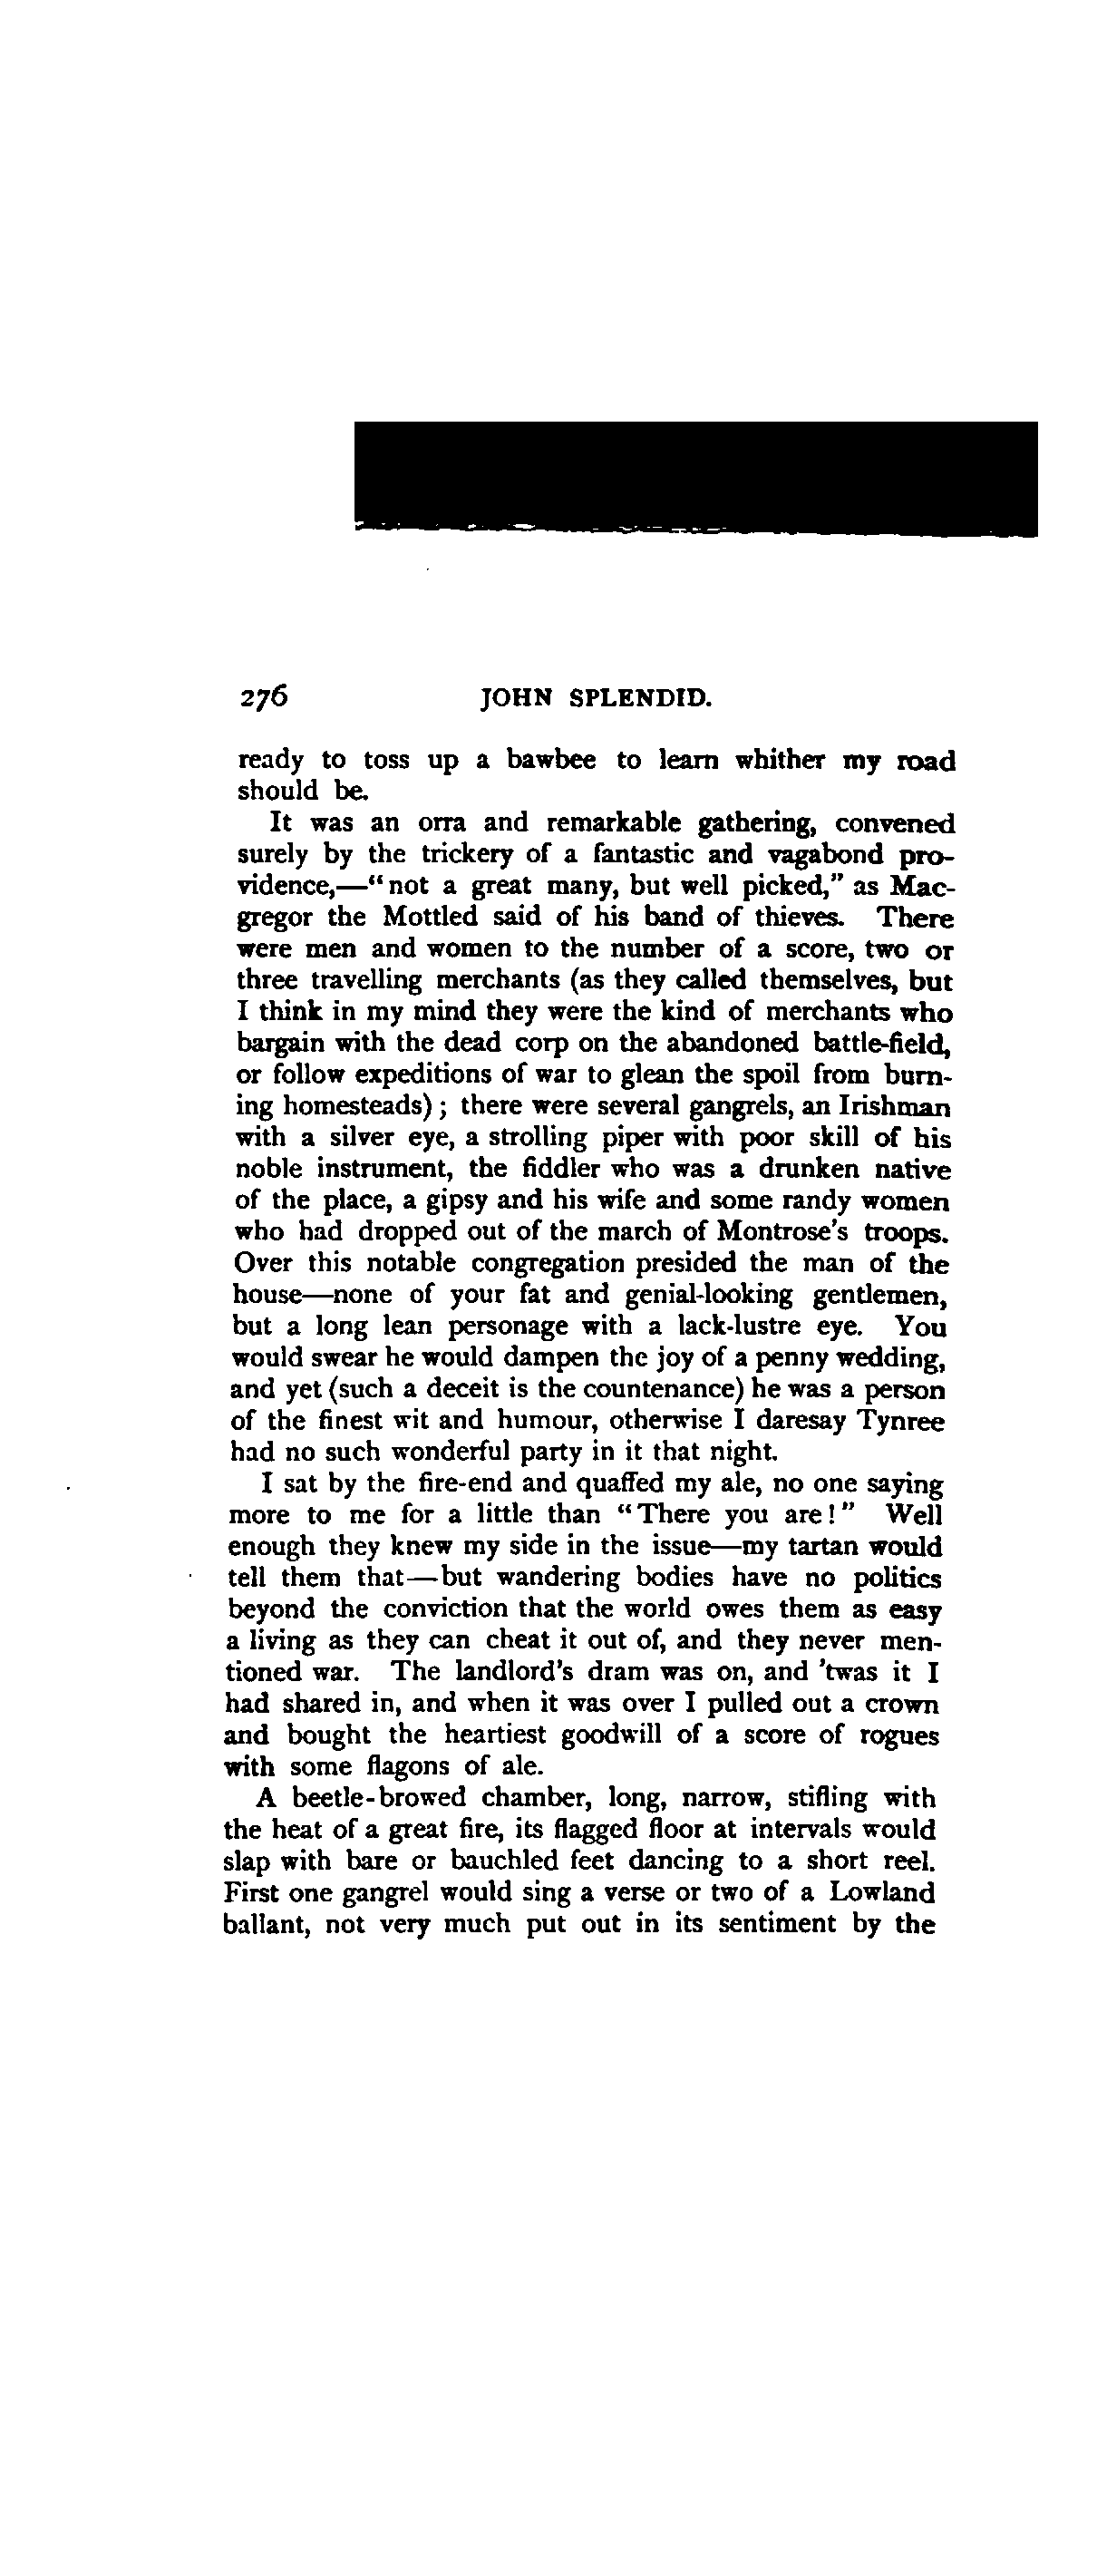 276 JOHN SPLENDID.
ready to toss up a bawbee to learn whither my road
should be.
It was an orra and remarkable gathering, convened
surely by the trickery of a fantastic and vagabond pro-
vidence,—“not a great many, but well picked,” as Mac-
gregor the Mottled said of his band of thieves. There
were men and women to the number of a score, two or
three travelling merchants (as they called themselves, but
I think in my mind they were the kind of merchants who
bargain with the dead corp on the abandoned battle-field,
or follow expeditions of war to glean the spoil from burn-
ing homesteads); there were several gangrels, an Irishman
with a silver eye, a strolling piper with poor skill of his
noble instrument, the fiddler who was a drunken native
of the place, a gipsy and his wife and some randy women
who had dropped out of the march of Montrose's troops.
Over this notable congregation presided the man of the
house—none of your fat and genial-looking gentlemen,
but a long lean personage with a lack-lustre eye. You
would swear he would dampen the joy of a penny wedding,
and yet (such a deceit is the countenance) he was a person
of the finest wit and humour, otherwise I daresay Tynree
had no such wonderful party in it that night.
I sat by the fire-end and quaffed my ale, no one saying
more to me for a little than “There you are!” Well
enough they knew my side in the issue—my tartan would
tell them that—but wandering bodies have no politics
beyond the conviction that the world owes them as easy
a living as they can cheat it out of, and they never men-
tioned war. The landlord's dram was on, and 'twas it I
had shared in, and when it was over I pulled out a crown
and bought the heartiest goodwill of a score of rogues
with some flagons of ale.
A beetle-browed chamber, long, narrow, stifling with
the heat of a great fire, its flagged floor at intervals would
slap with bare or bauchled feet dancing to a short reel.
First one gangrel would sing a verse or two of a Lowland
ballant, not very much put out in its sentiment by the